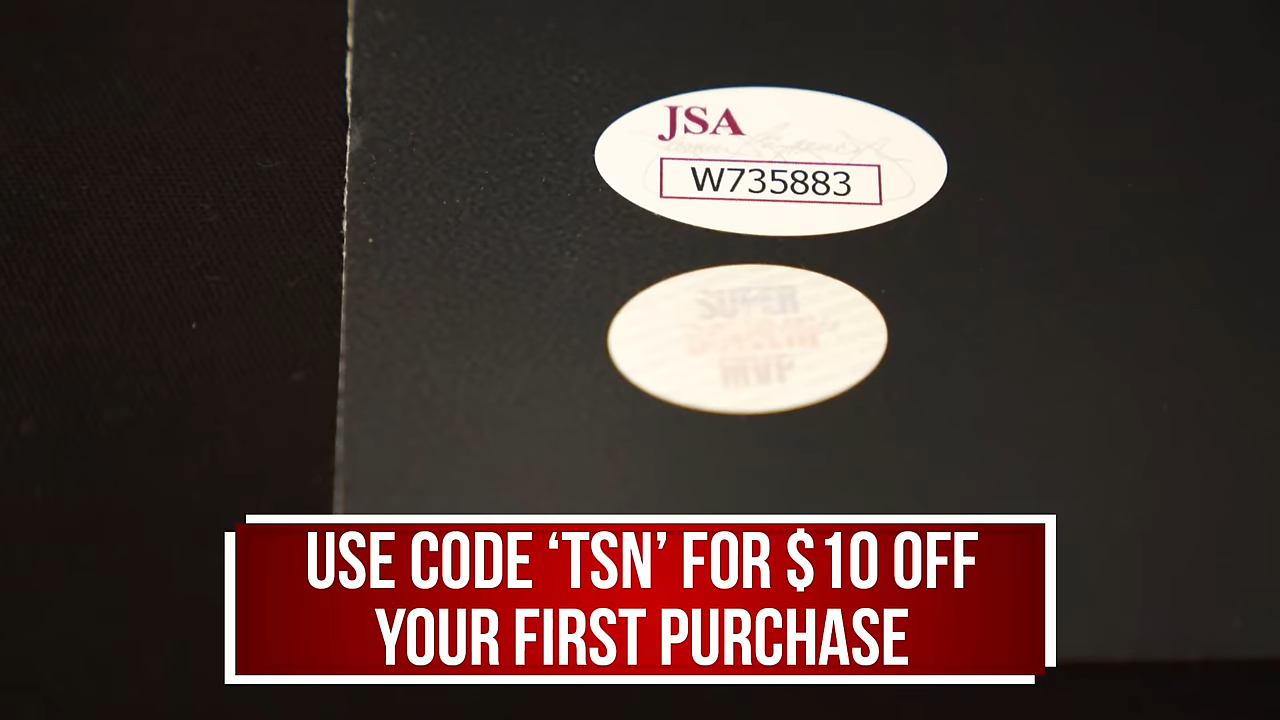 JSA
W735883
SUPER
MVP
USE CODE ‘TSN’ FOR $10 OFF
YOUR FIRST PURCHASE